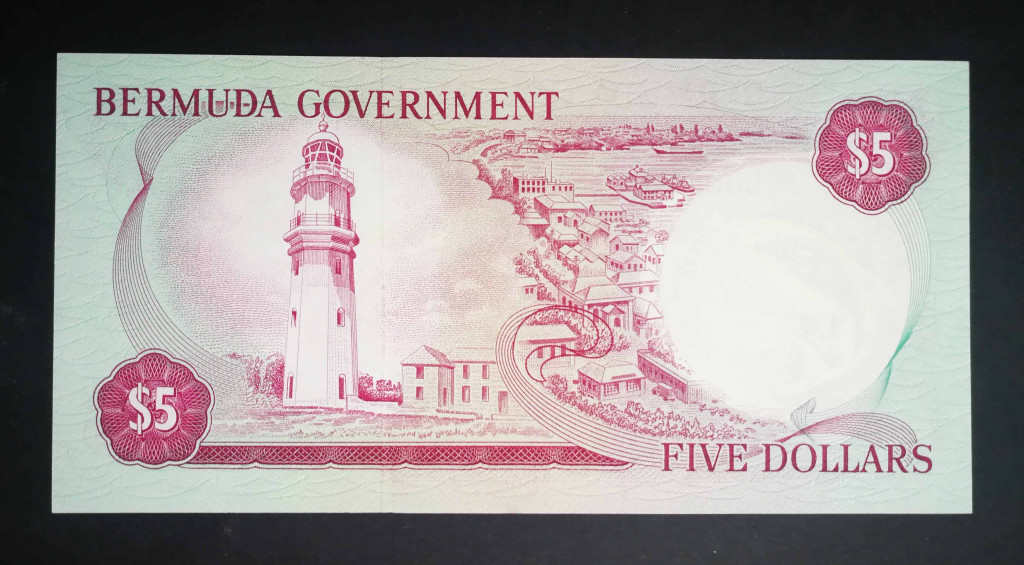 BERMUDA GOVERNMENT
$5
$5
FIVE DOLLARS